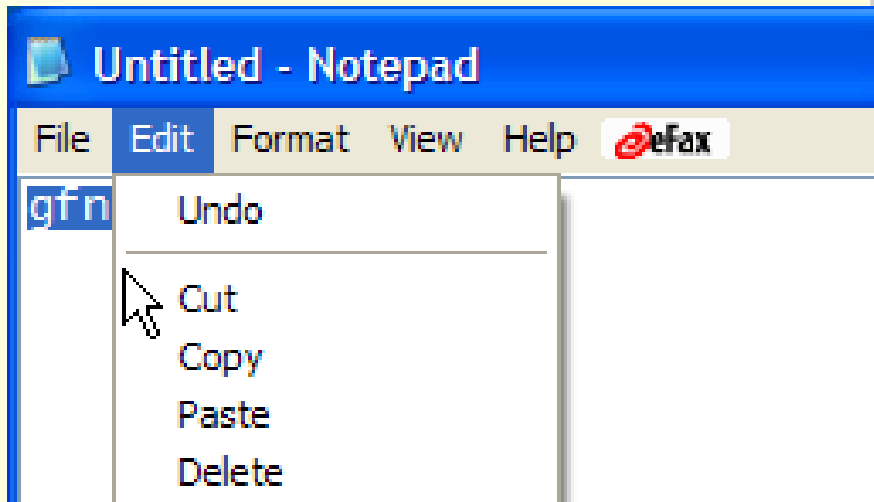 Untitled - Notepad
File Edit Format View Help eFax
gfn
Undo
Cut
Copy
Paste
Delete